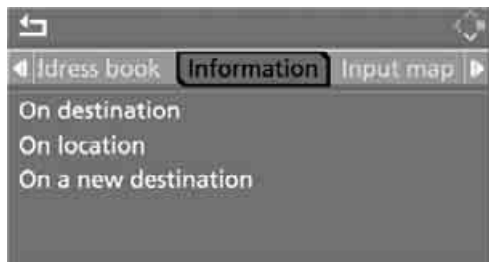 ldress book Information Input map
On destination
On location
On a new destination